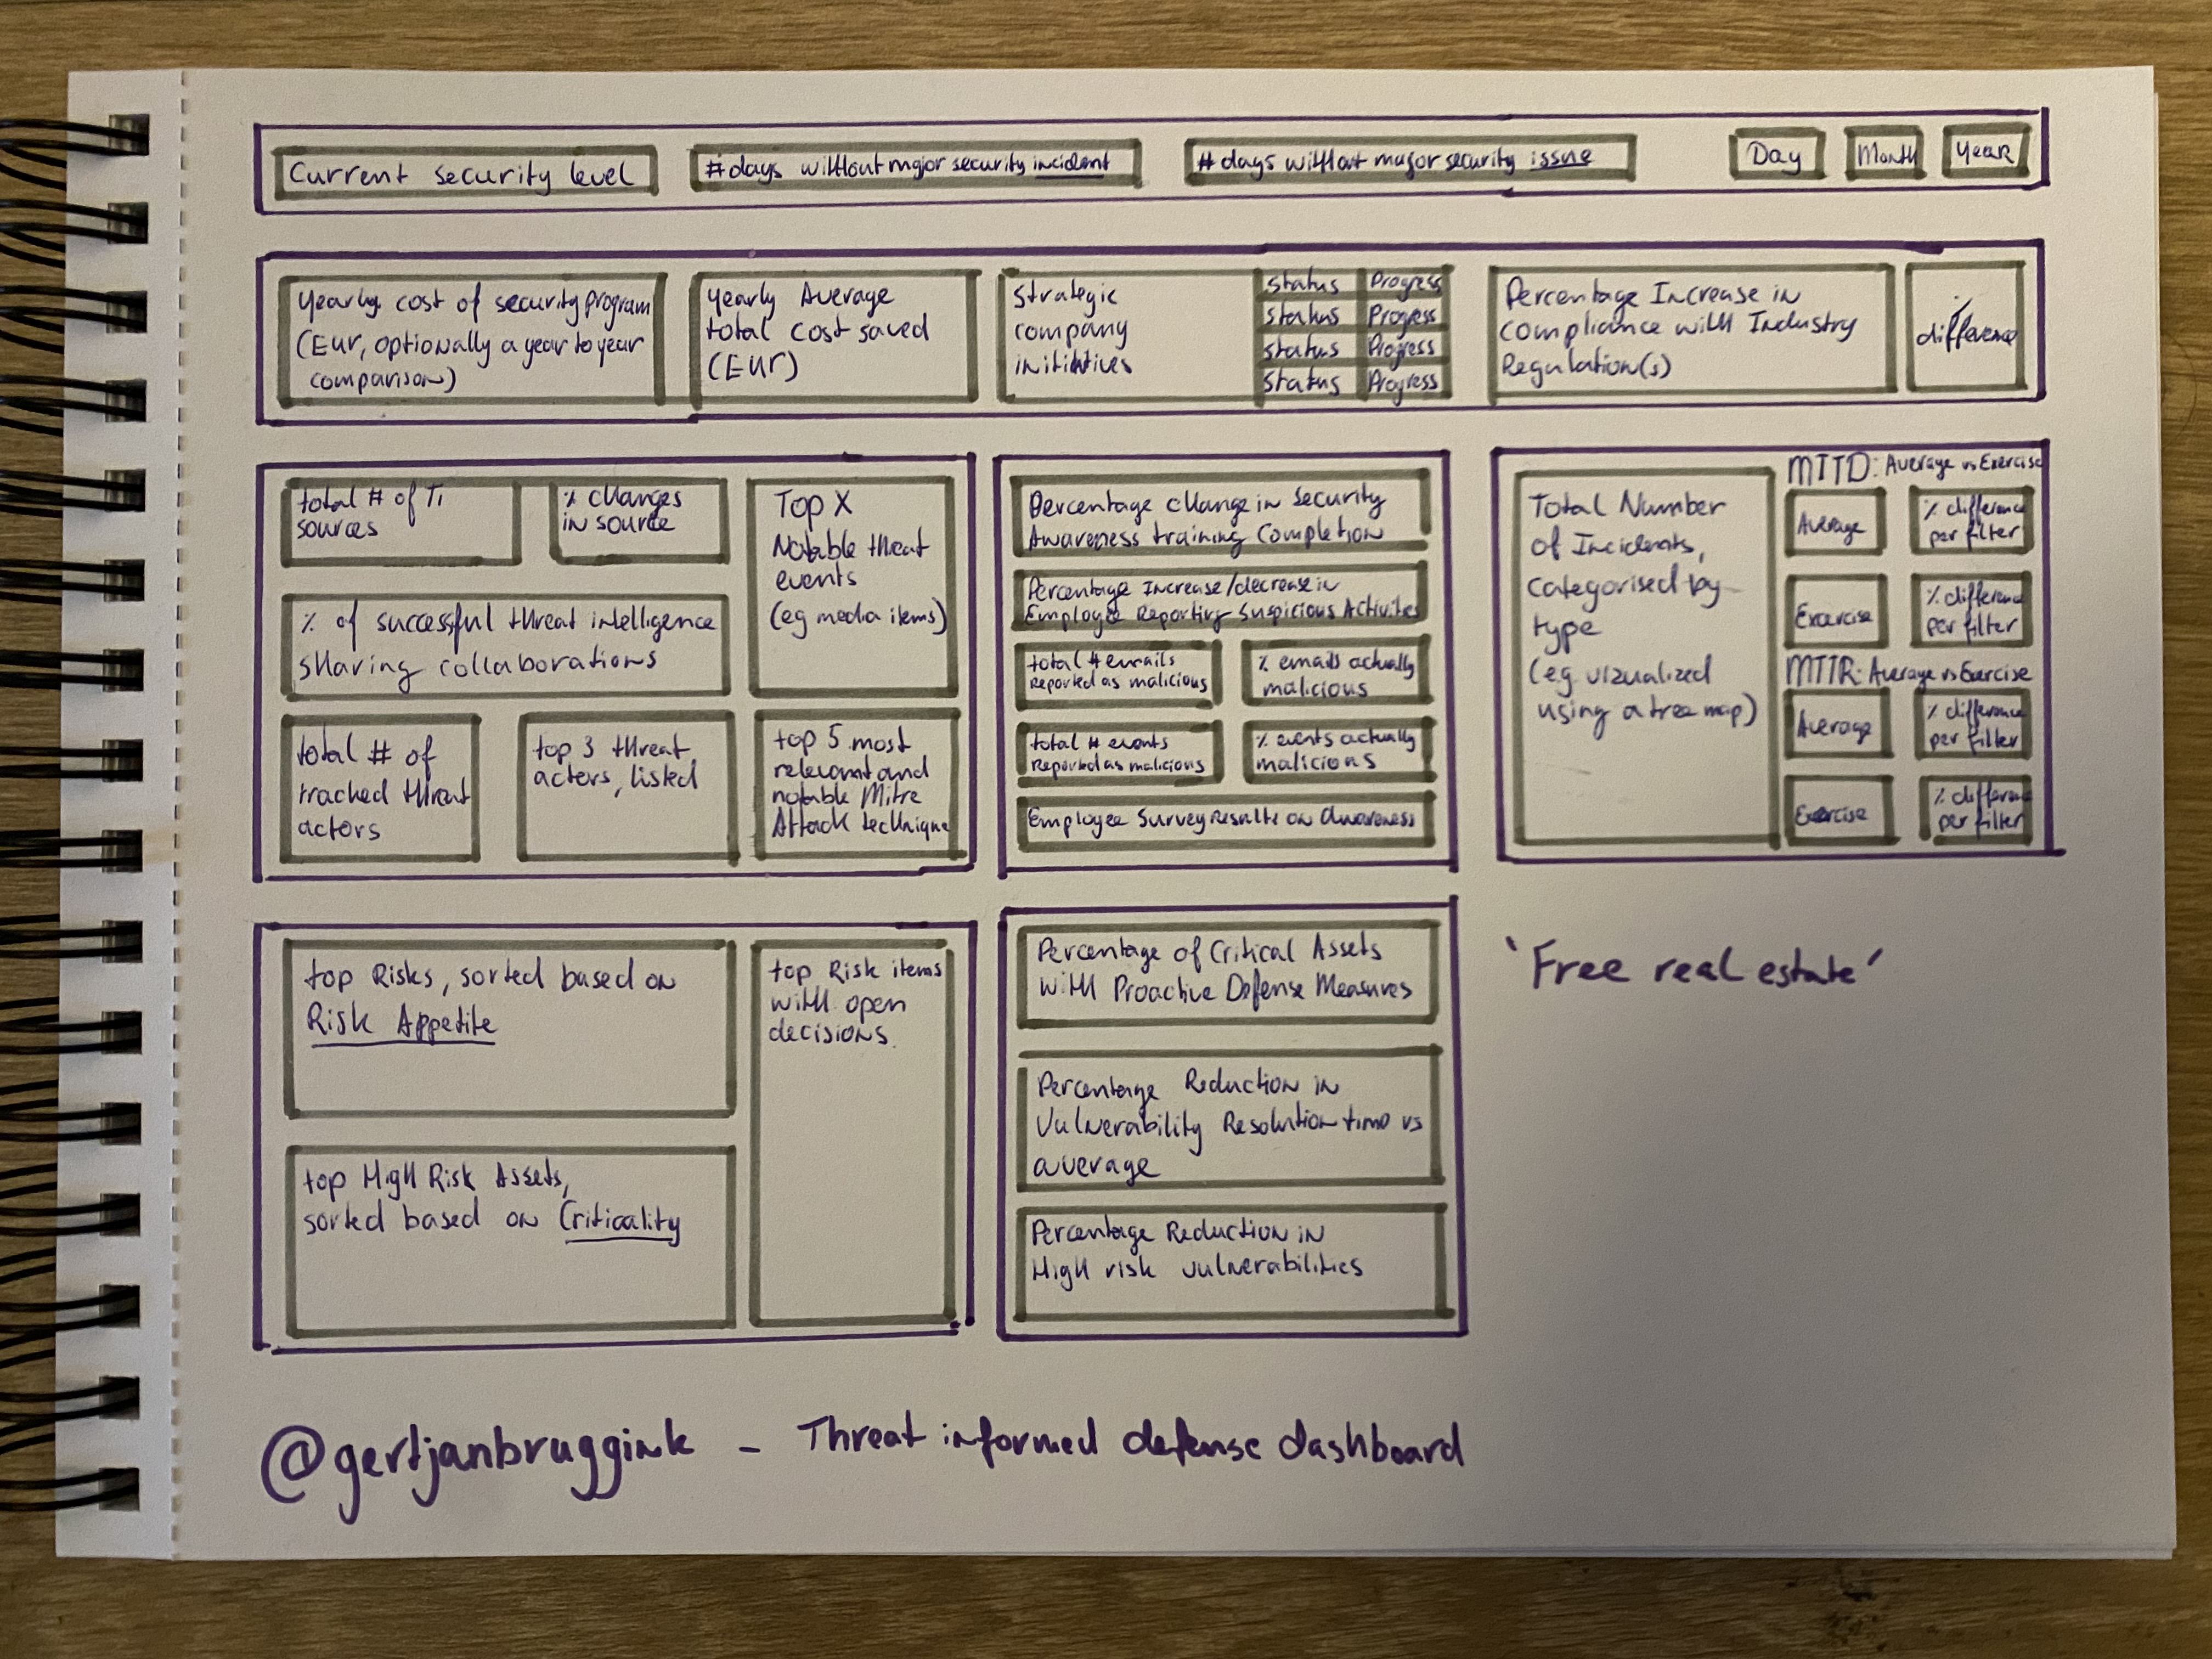 Current security level
# days without major security incident
# days without major security issue
Day
Month
Year
Yearly cost of security program
(Eur, optionally a year to year
comparison)
Yearly Average
total cost saved
(EUR)
Strategic
company
initiatives
Status Progress
Status Progress
Status Progress
Status Progress
Percentage Increase in
compliance with Industry
Regulation(s)
% difference
total # of TI
sources
% changes
in source
Top X
Notable threat
events
(eg media items)
% of successful threat intelligence
sharing collaborations
total # of
tracked threat
actors
top 3 threat
actors, listed
top 5 most
relevant and
notable Mitre
Attack technique
Percentage change in Security
Awareness training Completion
Percentage Increase/decrease in
Employee Reporting Suspicious Activities
total # emails
Reported as malicious
% emails actually
malicious
total # events
Reported as malicious
% events actually
malicious
Employee Survey Results on Awareness
Total Number
of Incidents,
categorised by
type
(eg. vizualized
using a tree map)
MTTD: Average vs Exercise
Average
% difference
per filter
Exercise
% difference
per filter
MTTR: Average vs Exercise
Average
% difference
per filter
Exercise
% difference
per filter
top Risks, sorted based on
Risk Appetite
top High Risk Assets,
sorted based on Criticality
top Risk items
with open
decisions.
Percentage of Critical Assets
with Proactive Defense Measures
Percentage Reduction in
Vulnerability Resolution time vs
average
Percentage Reduction in
High risk vulnerabilities
'Free real estate'
@gertjanbruggink - Threat informed defense dashboard